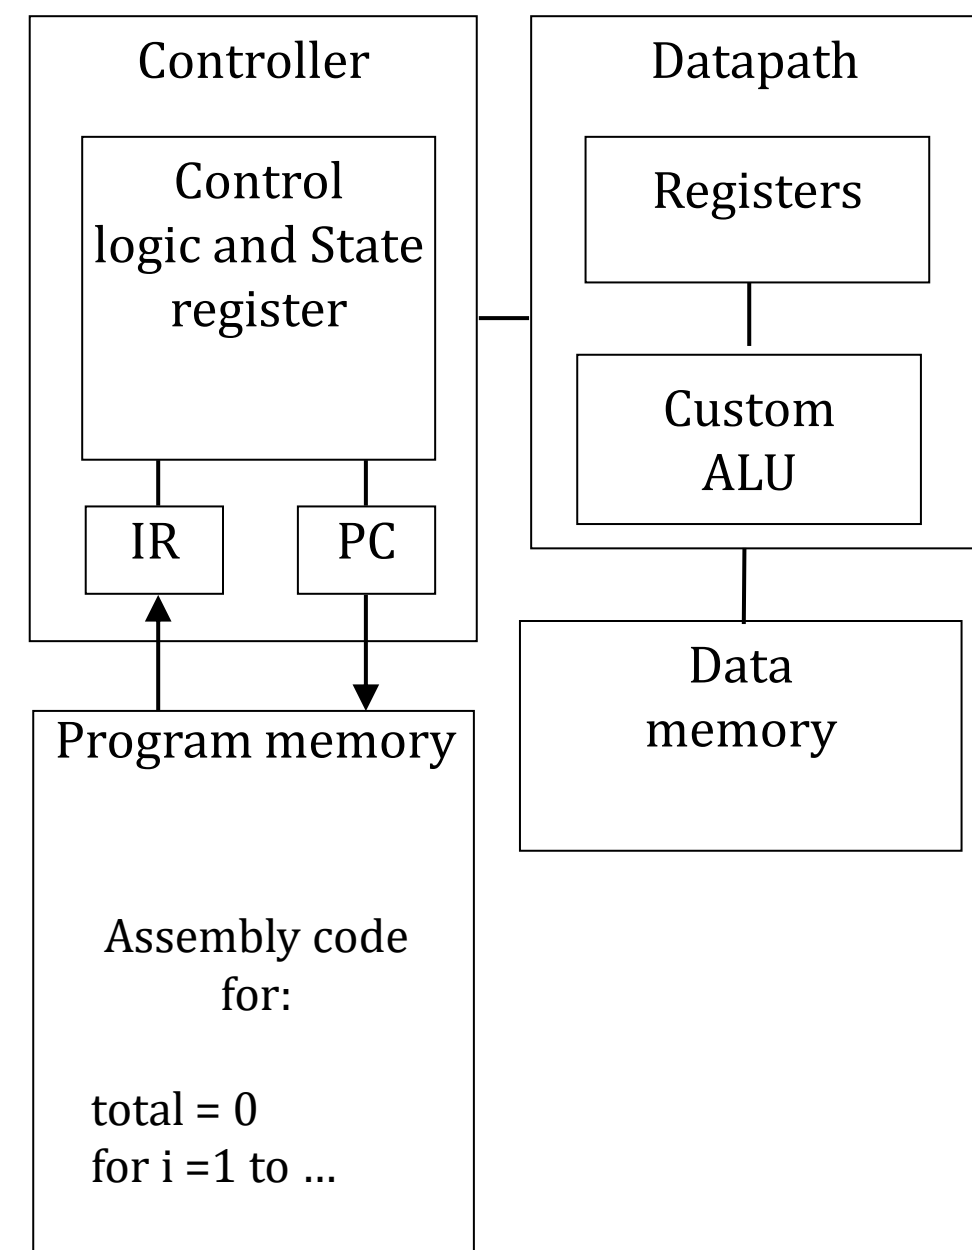 Controller
Control
logic and State
register
IR
PC
Datapath
Registers
Custom
ALU
Data
memory
Program memory
Assembly code
for:
total = 0
for i =1 to …